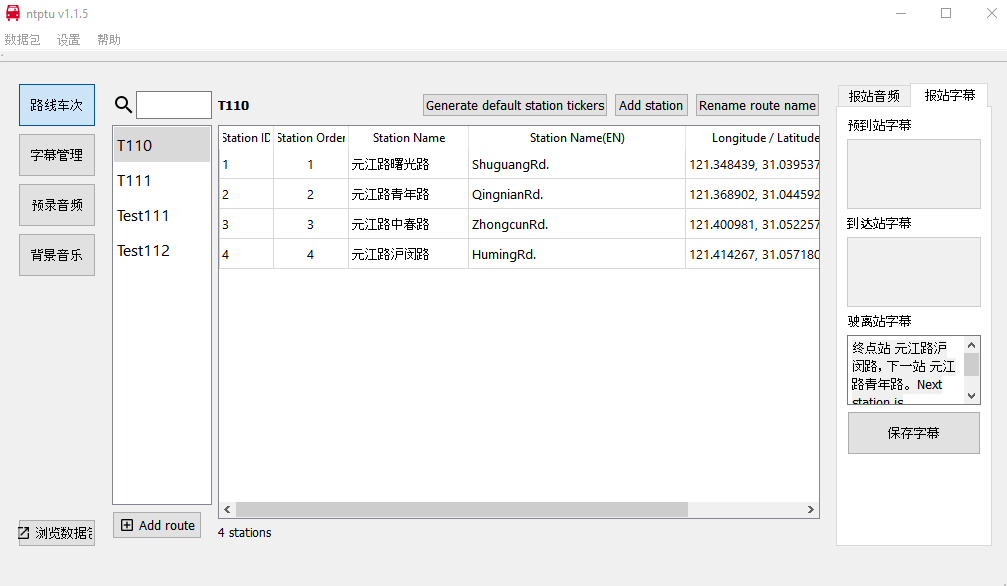 ntptu v1.1.5
数据包 设置 帮助
路线车次
字幕管理
预录音频
背景音乐
浏览数据包
T110
T110
T111
Test111
Test112
Add route
Generate default station tickers
Add station
Rename route name
Station ID Station Order Station Name Station Name(EN) Longitude / Latitude
1 1 元江路曙光路 ShuguangRd. 121.348439, 31.039537
2 2 元江路青年路 QingnianRd. 121.368902, 31.044592
3 3 元江路中春路 ZhongcunRd. 121.400981, 31.052257
4 4 元江路沪闵路 HumingRd. 121.414267, 31.057180
4 stations
报站音频 报站字幕
预到站字幕
到达站字幕
驶离站字幕
终点站 元江路沪
闵路，下一站 元江
路青年路。Next
station is
保存字幕